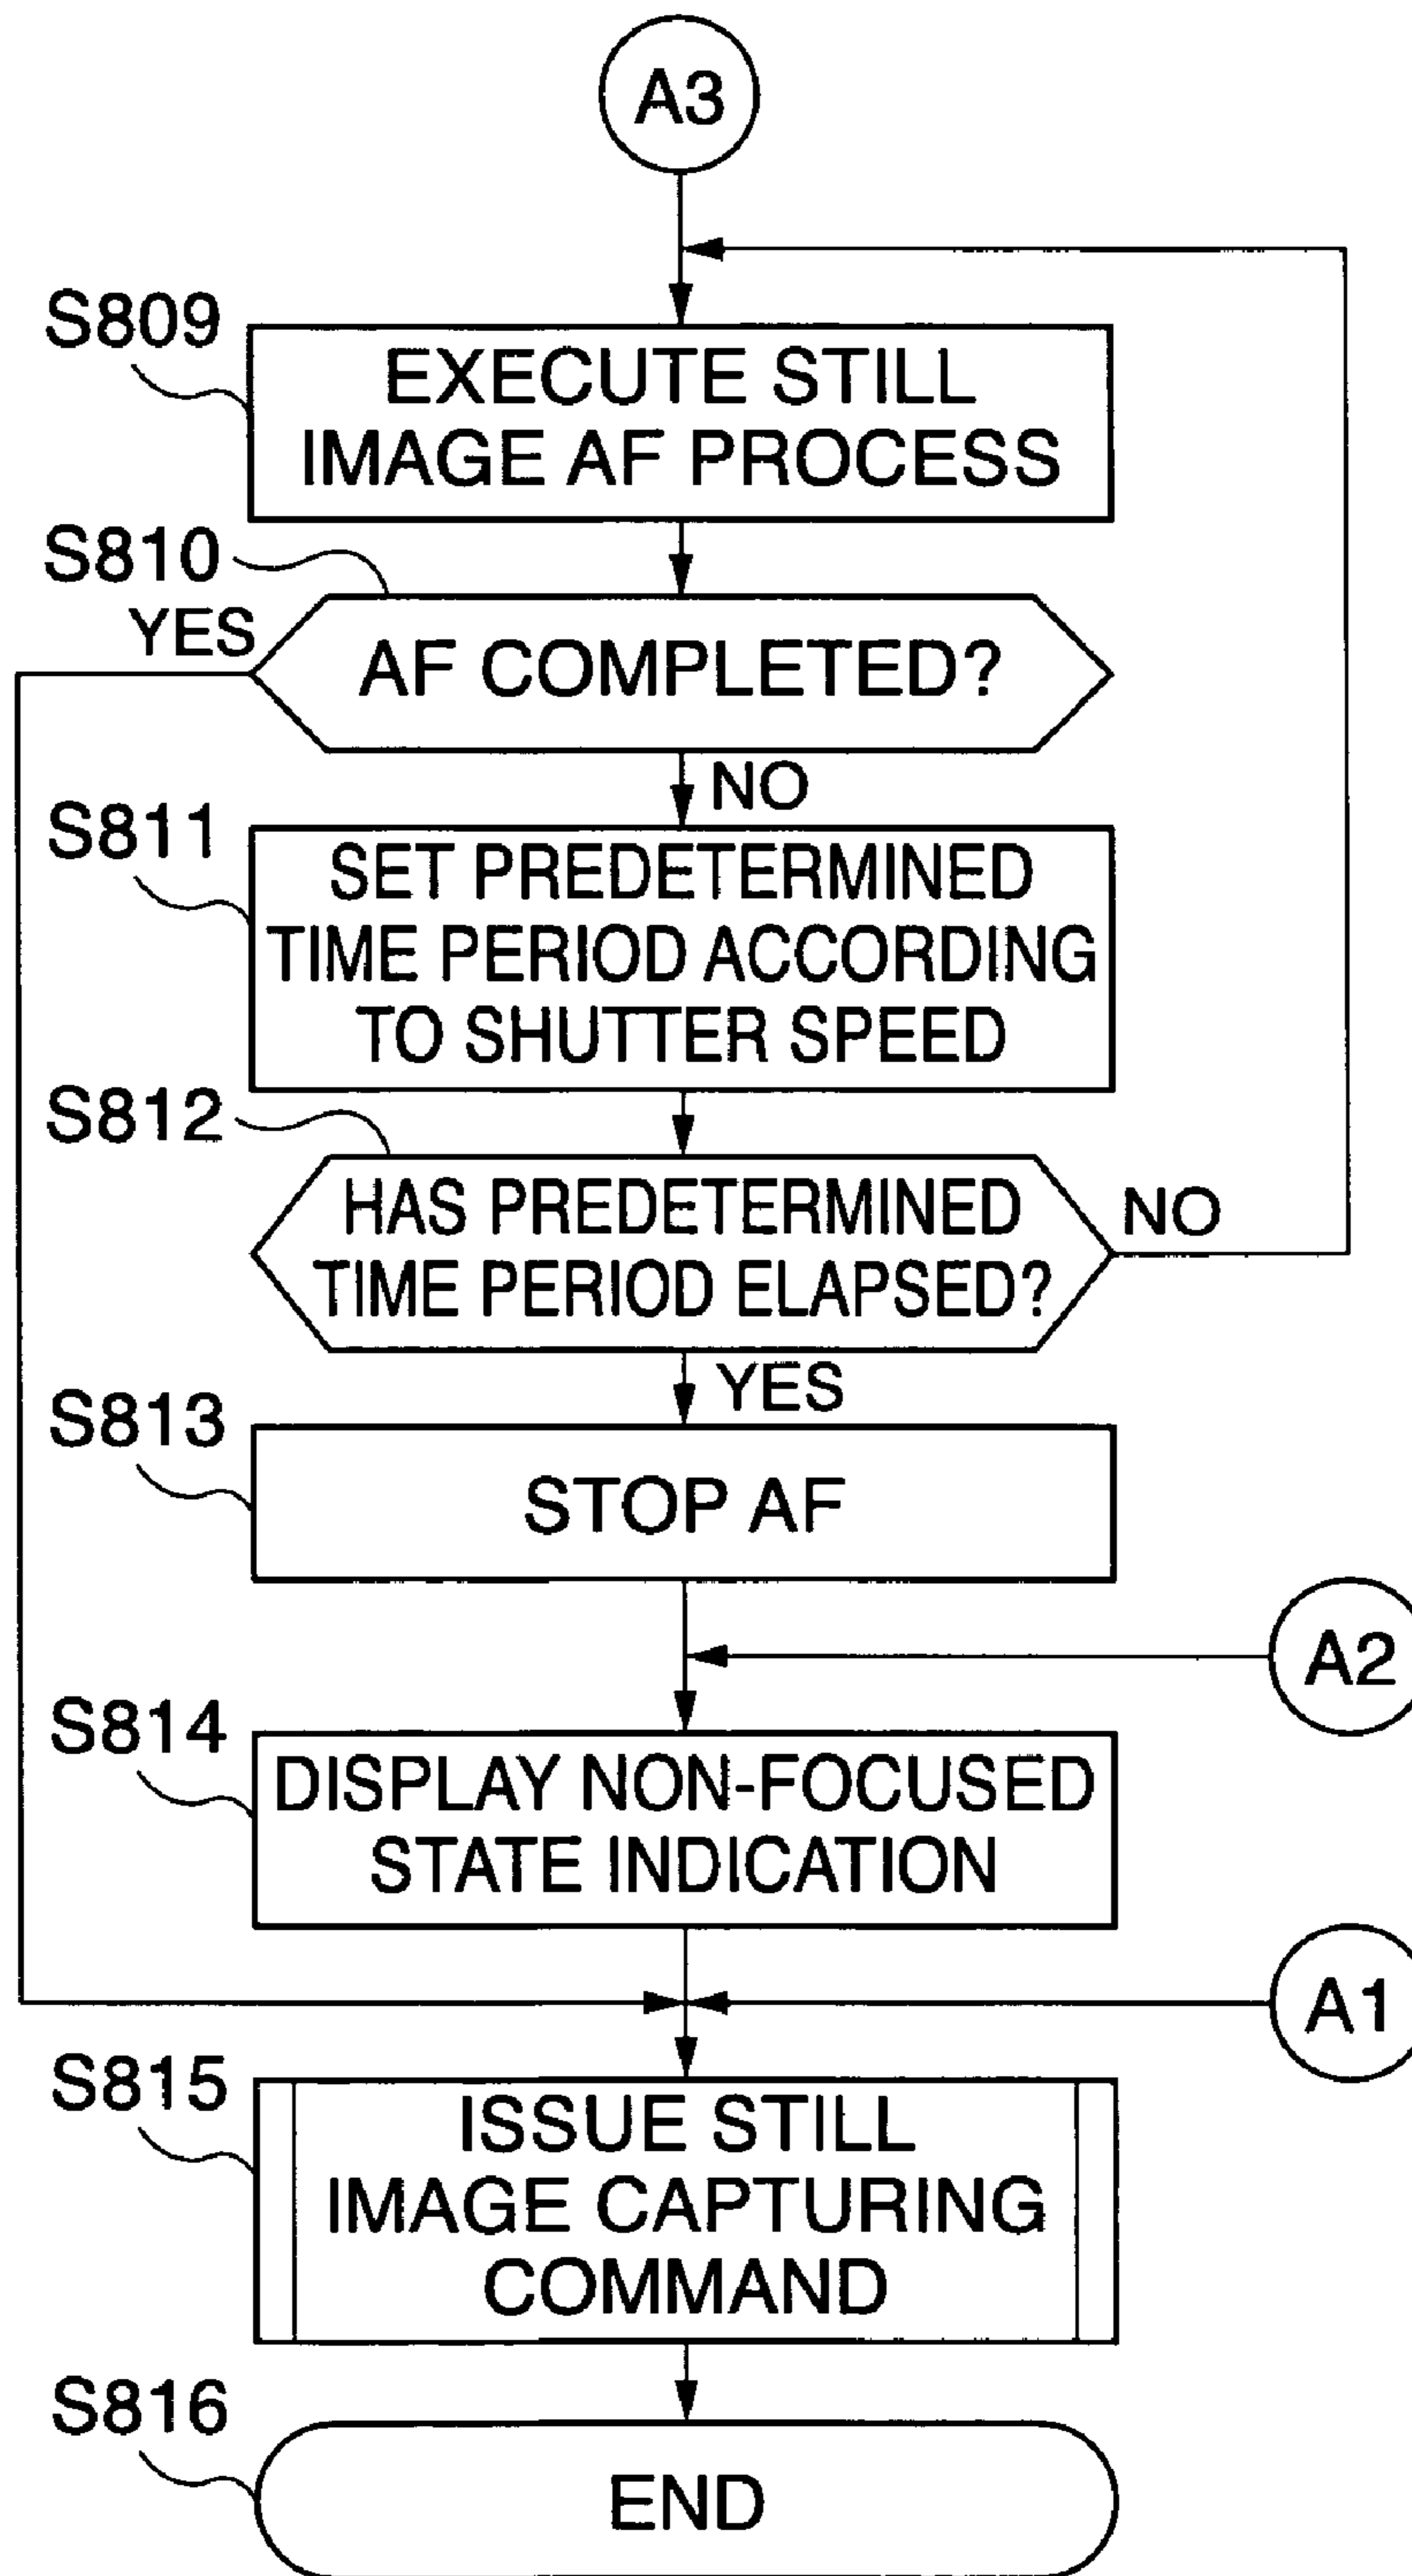 A3
S809
EXECUTE STILL
IMAGE AF PROCESS
S810
YES
AF COMPLETED?
NO
S811
SET PREDETERMINED
TIME PERIOD ACCORDING
TO SHUTTER SPEED
S812
HAS PREDETERMINED
TIME PERIOD ELAPSED?
NO
YES
S813
STOP AF
A2
S814
DISPLAY NON-FOCUSED
STATE INDICATION
A1
S815
ISSUE STILL
IMAGE CAPTURING
COMMAND
S816
END